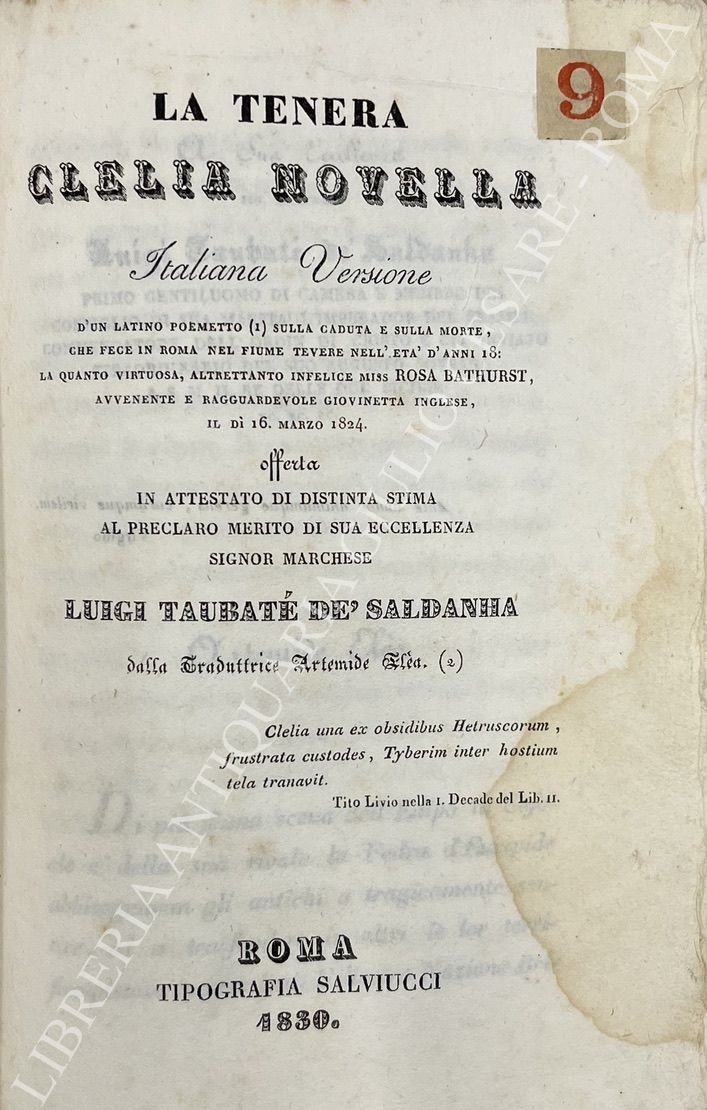 9
LA TENERA
CLELIA NOVELLA
Italiana Versione
D'UN LATINO POEMETTO (1) SULLA CADUTA E SULLA MORTE,
CHE FECE IN ROMA NEL FIUME TEVERE NELL'ETA' D'ANNI 18:
LA QUANTO VIRTUOSA, ALTRETTANTO INFELICE MISS ROSA BATHURST,
AVVENENTE E RAGGUARDEVOLE GIOVINETTA INGLESE,
IL DÌ 16. MARZO 1824.
offerta
IN ATTESTATO DI DISTINTA STIMA
AL PRECLARO MERITO DI SUA ECCELLENZA
SIGNOR MARCHESE
LUIGI TAUBATÉ DE' SALDANHA
dalla Traduttrice Artemide Elèa. (2)
Clelia una ex obsidibus Hetruscorum,
frustrata custodes, Tyberim inter hostium
tela tranavit.
Tito Livio nella I. Decade del Lib. II.
ROMA
TIPOGRAFIA SALVIUCCI
1830.
LIBRERIA ANTIQUARIA GIULIO CESARE - ROMA